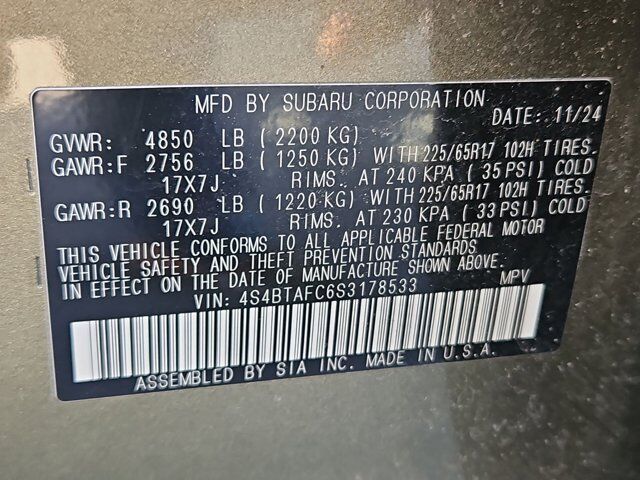 MFD BY SUBARU CORPORATION
DATE: 11/24
GVWR: 4850 LB (2200 KG)
GAWR:F 2756 LB (1250 KG) WITH 225/65R17 102H TIRES.
17X7J RIMS. AT 240 KPA (35 PSI) COLD
GAWR:R 2690 LB (1220 KG) WITH 225/65R17 102H TIRES.
17X7J RIMS. AT 230 KPA (33 PSI) COLD
THIS VEHICLE CONFORMS TO ALL APPLICABLE FEDERAL MOTOR
VEHICLE SAFETY AND THEFT PREVENTION STANDARDS
IN EFFECT ON THE DATE OF MANUFACTURE SHOWN ABOVE.
VIN: 4S4BTAFC6S3178533 MPV
ASSEMBLED BY SIA INC. MADE IN U.S.A.